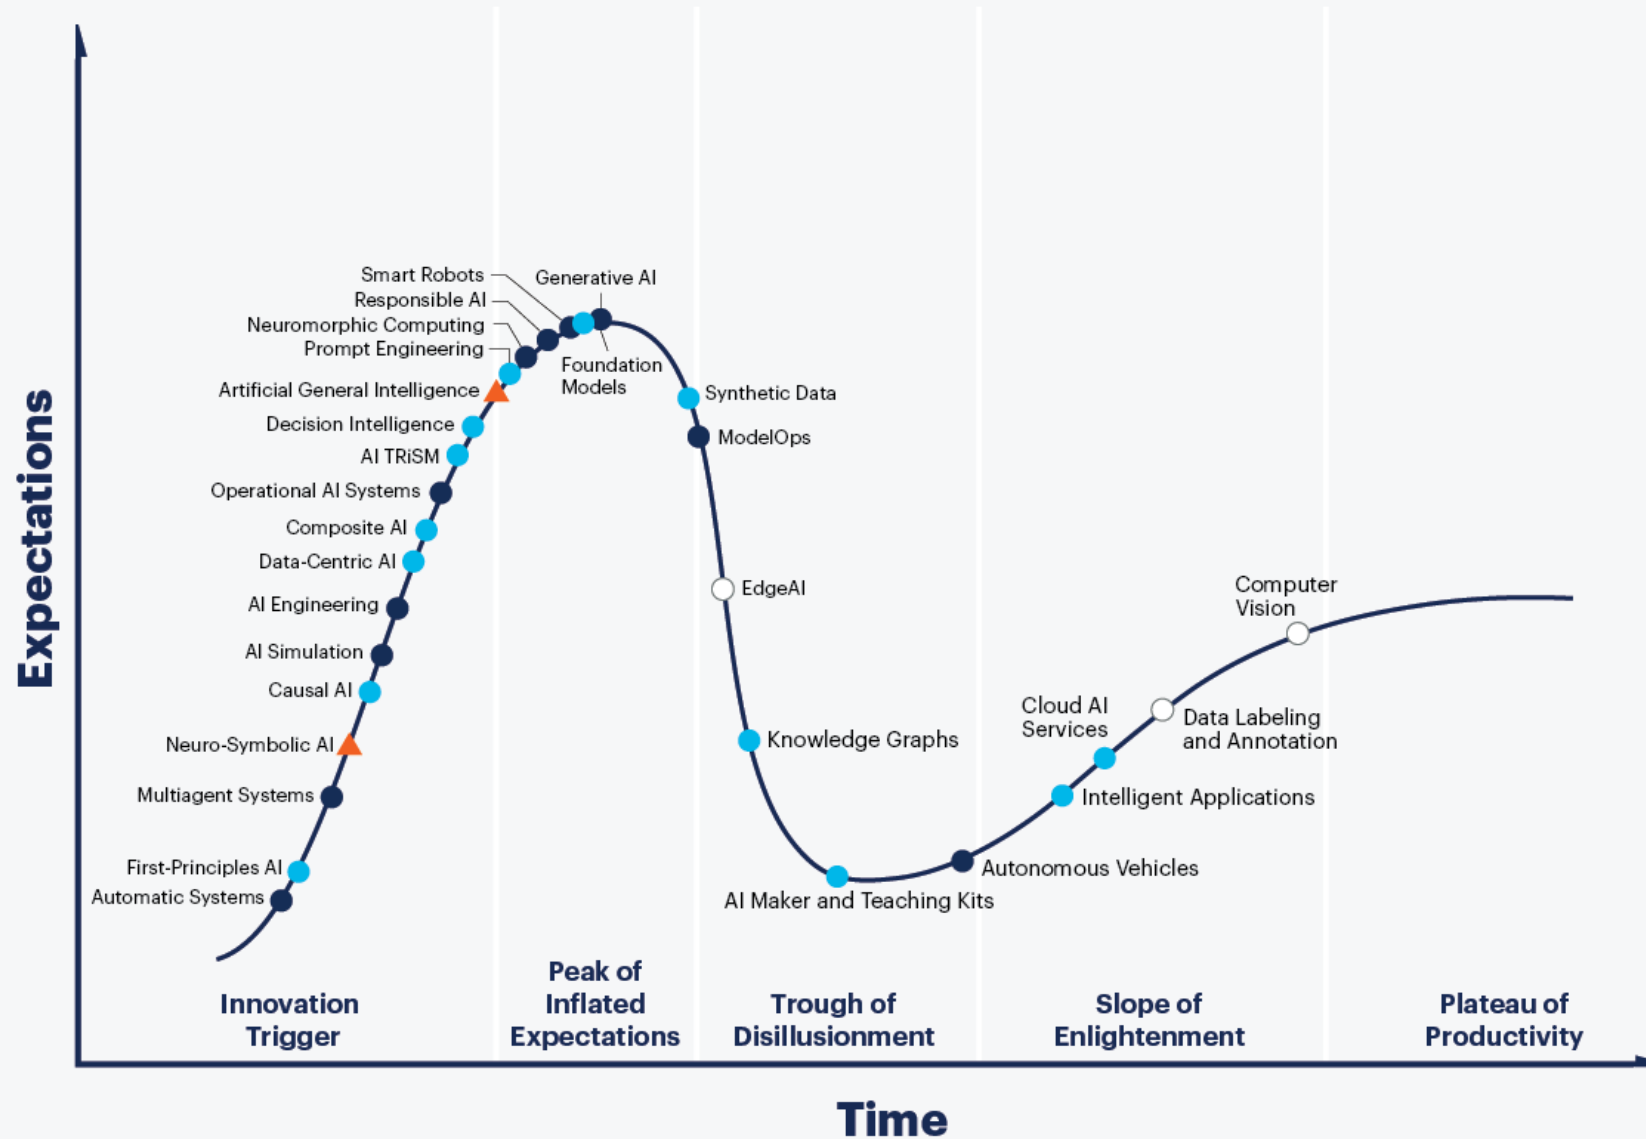 Expectations
Smart Robots
Generative AI
Responsible AI
Neuromorphic Computing
Prompt Engineering
Foundation
Models
Artificial General Intelligence
Synthetic Data
Decision Intelligence
ModelOps
AI TRiSM
Operational AI Systems
Composite AI
Data-Centric AI
EdgeAI
Computer
Vision
AI Engineering
AI Simulation
Causal AI
Cloud AI
Services
Data Labeling
and Annotation
Neuro-Symbolic AI
Knowledge Graphs
Multiagent Systems
Intelligent Applications
First-Principles AI
Autonomous Vehicles
Automatic Systems
AI Maker and Teaching Kits
Innovation
Trigger
Peak of
Inflated
Expectations
Trough of
Disillusionment
Slope of
Enlightenment
Plateau of
Productivity
Time